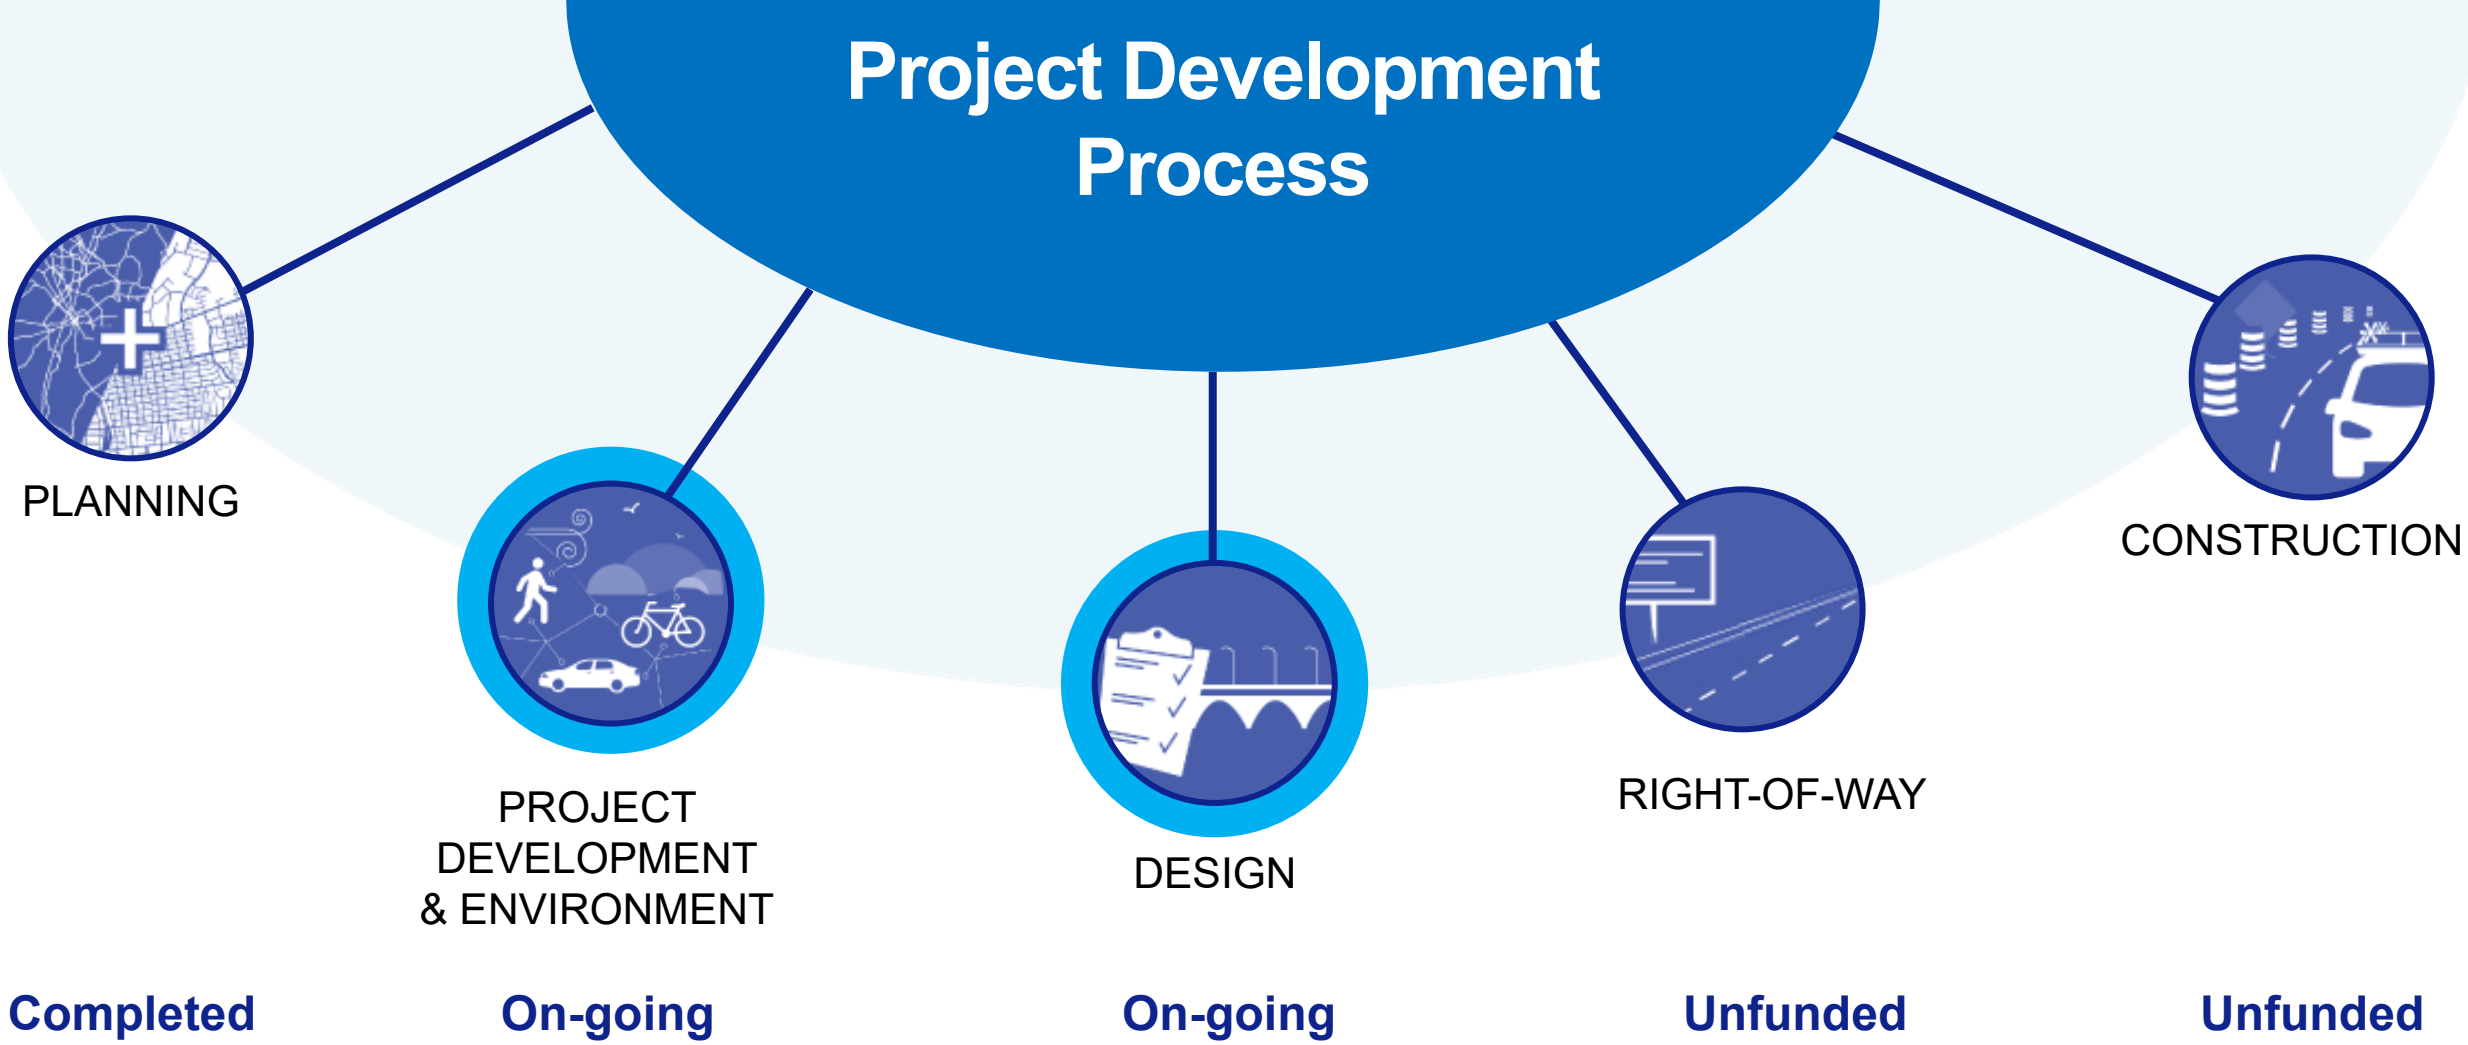 Project Development
Process
PLANNING
PROJECT
DEVELOPMENT
& ENVIRONMENT
DESIGN
RIGHT-OF-WAY
CONSTRUCTION
Completed
On-going
On-going
Unfunded
Unfunded